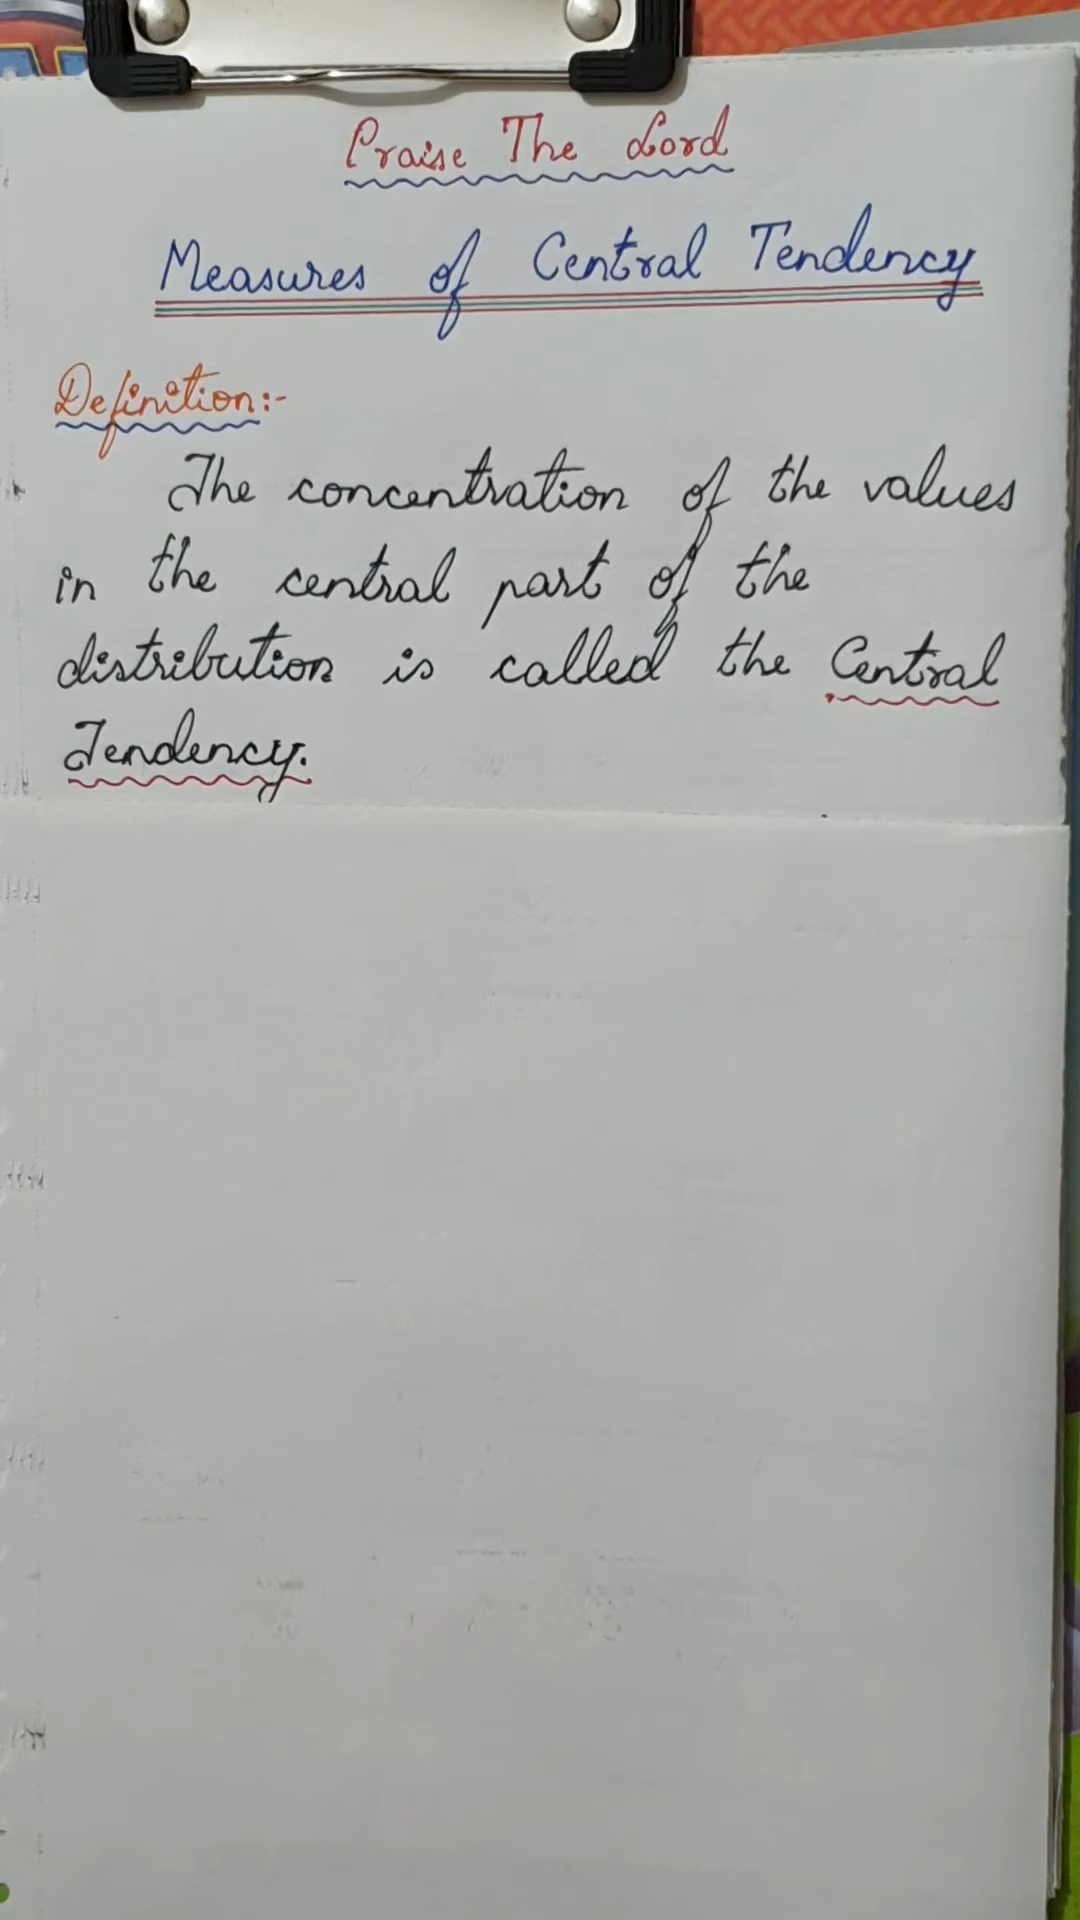 Praise The Lord
Measures of Central Tendency
Definition:-
The concentration of the values
in the central part of the
distribution is called the Central
Tendency.